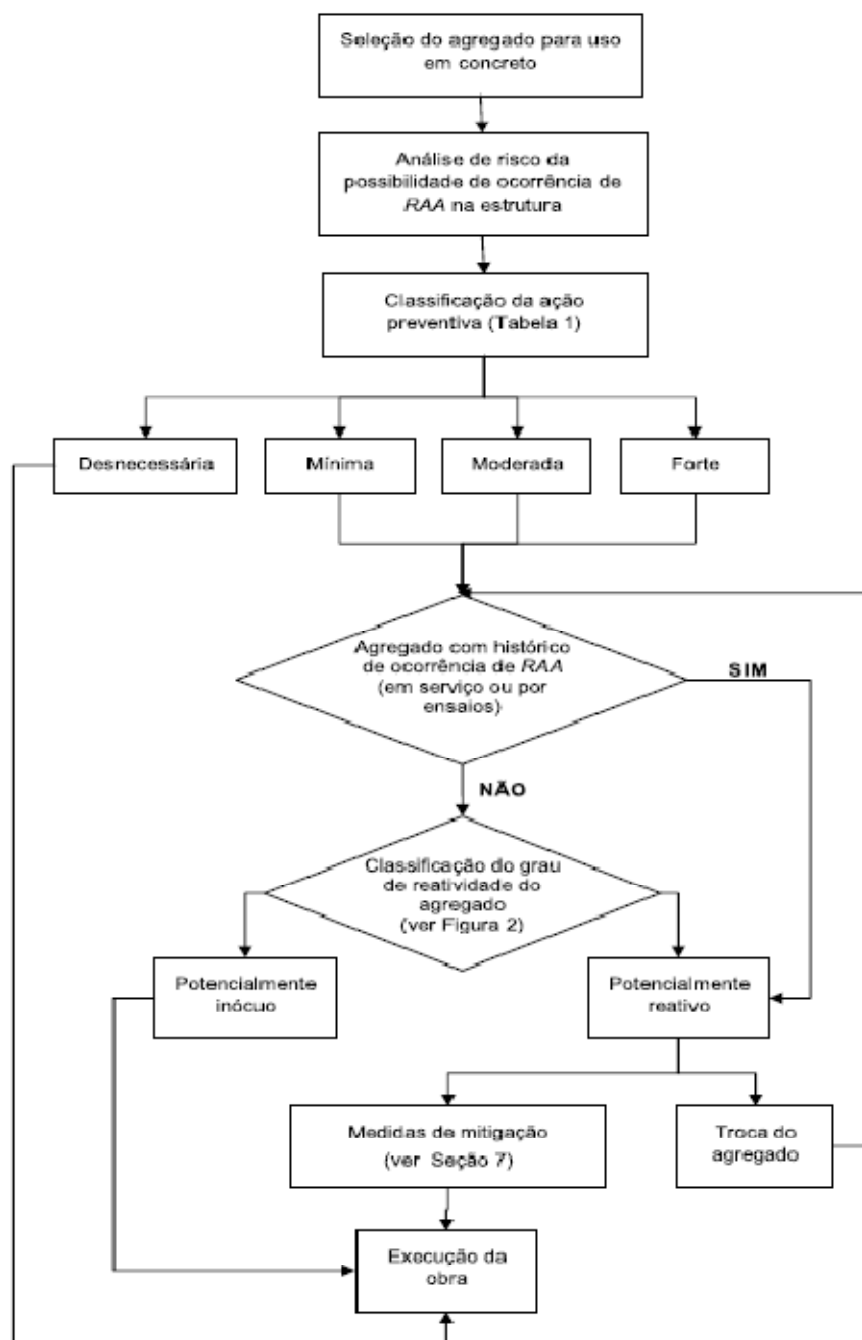 Seleção do agregado para uso
em concreto
Análise de risco da
possibilidade de ocorrência de
RAA na estrutura
Classificação da ação
preventiva (Tabela 1)
Desnecessária
Mínima
Moderada
Forte
Agregado com histórico
de ocorrência de RAA
(em serviço ou por
ensaios)
SIM
NÃO
Classificação do grau
de reatividade do
agregado
(ver Figura 2)
Potencialmente
inócuo
Potencialmente
reativo
Medidas de mitigação
(ver Seção 7)
Troca do
agregado
Execução da
obra